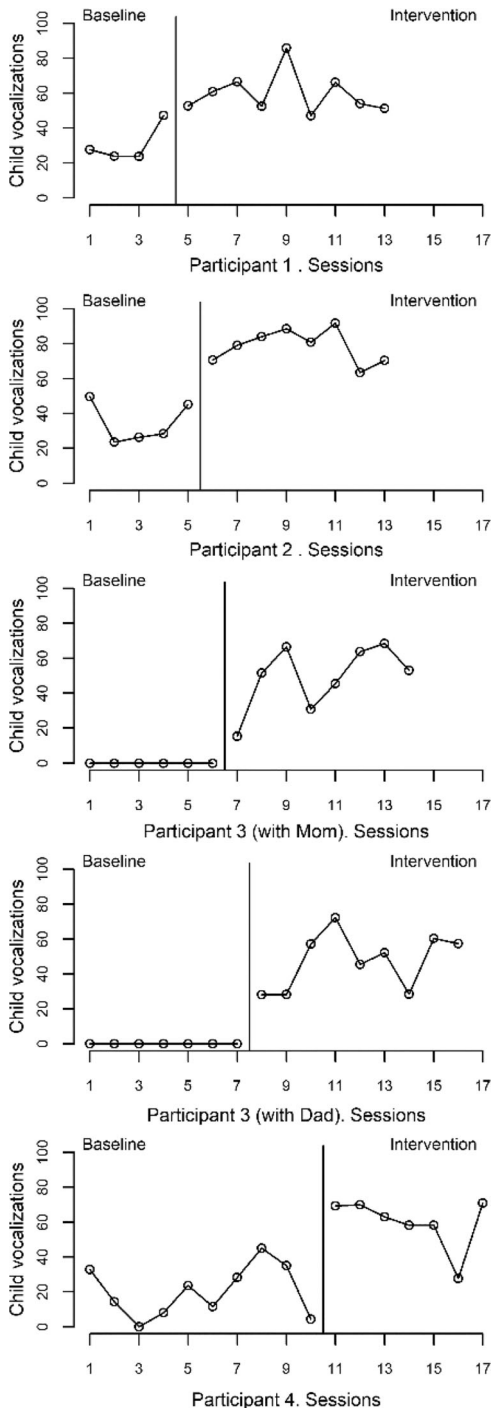 Baseline Intervention
Child vocalizations
100
80
60
40
20
0
1 3 5 7 9 11 13 15 17
Participant 1 . Sessions
Baseline Intervention
Child vocalizations
100
80
60
40
20
0
1 3 5 7 9 11 13 15 17
Participant 2 . Sessions
Baseline Intervention
Child vocalizations
100
80
60
40
20
0
1 3 5 7 9 11 13 15 17
Participant 3 (with Mom). Sessions
Baseline Intervention
Child vocalizations
100
80
60
40
20
0
1 3 5 7 9 11 13 15 17
Participant 3 (with Dad). Sessions
Baseline Intervention
Child vocalizations
100
80
60
40
20
0
1 3 5 7 9 11 13 15 17
Participant 4. Sessions